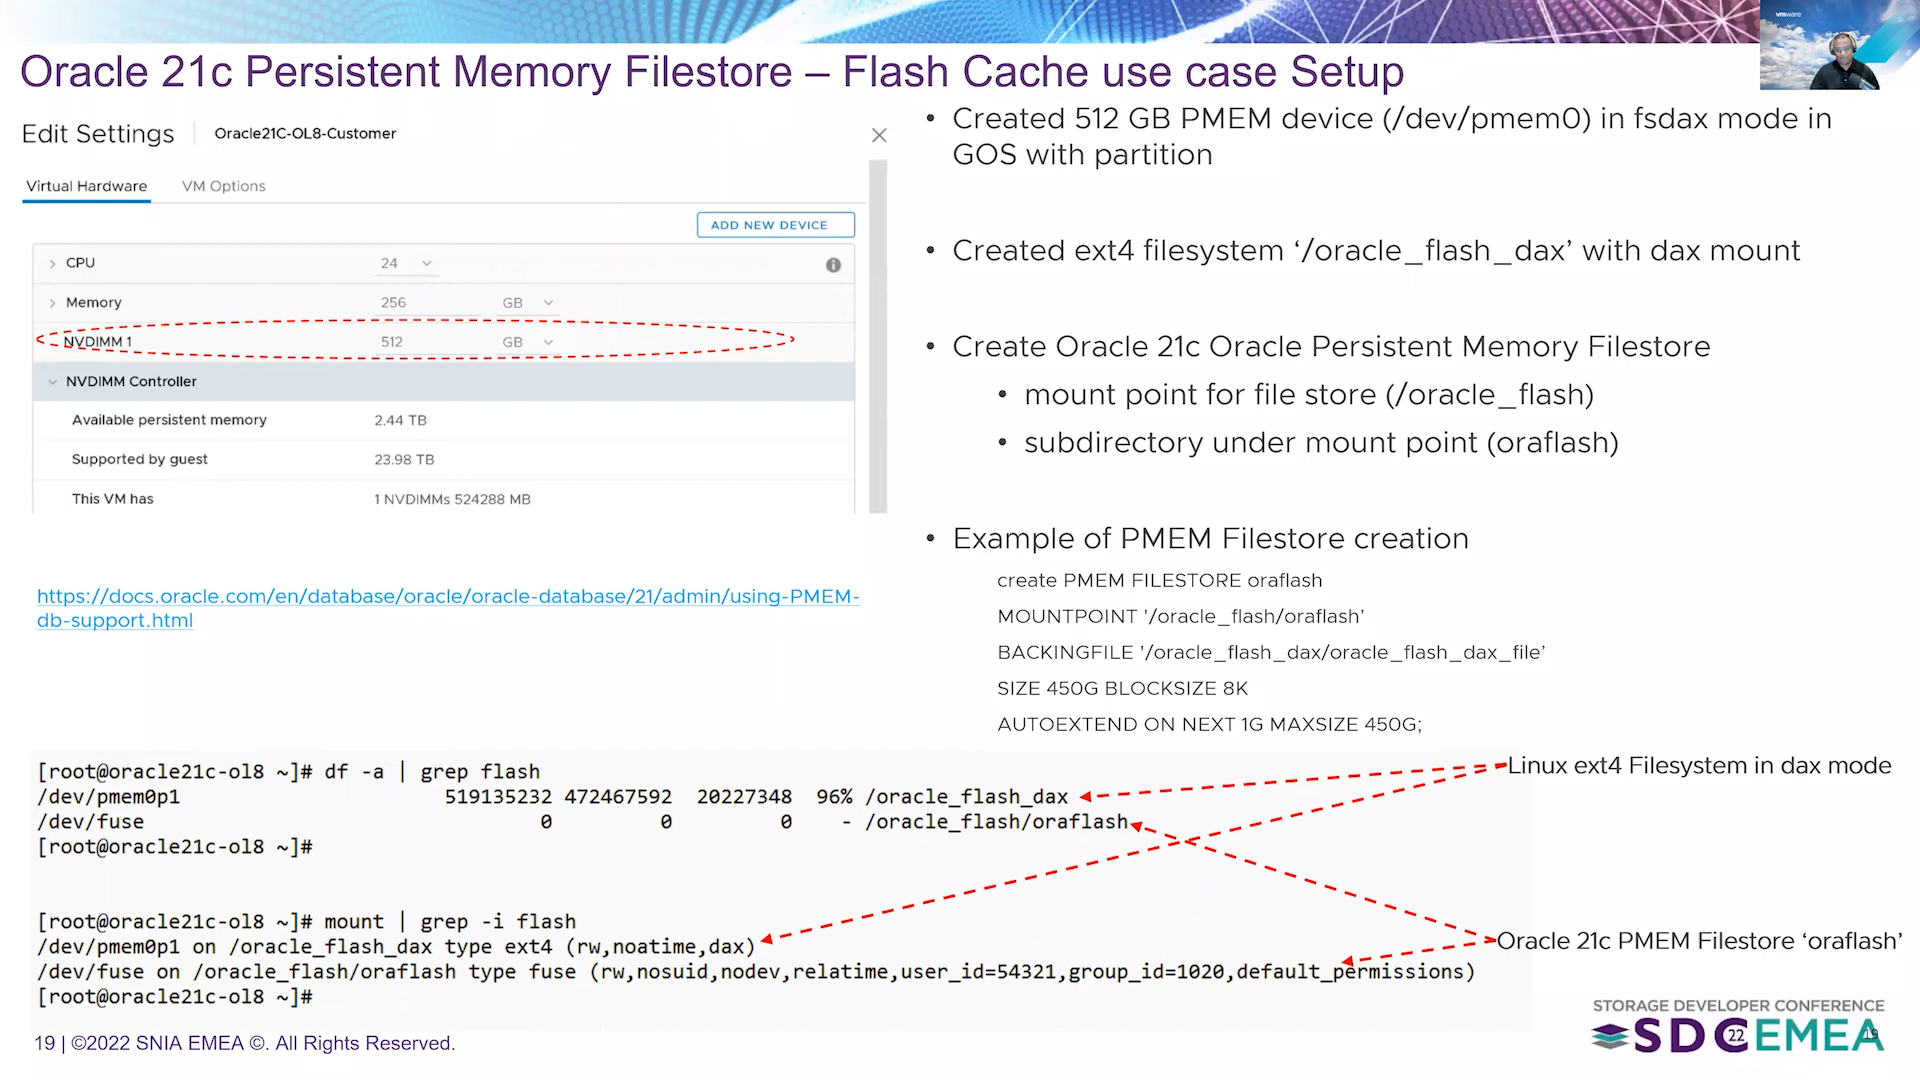 vmware
Oracle 21c Persistent Memory Filestore – Flash Cache use case Setup
Edit Settings Oracle21C-OL8-Customer
Virtual Hardware VM Options
ADD NEW DEVICE
CPU 24
Memory 256 GB
NVDIMM 1 512 GB
NVDIMM Controller
Available persistent memory 2.44 TB
Supported by guest 23.98 TB
This VM has 1 NVDIMMs 524288 MB
https://docs.oracle.com/en/database/oracle/oracle-database/21/admin/using-PMEM-
db-support.html
• Created 512 GB PMEM device (/dev/pmem0) in fsdax mode in
GOS with partition
• Created ext4 filesystem ‘/oracle_flash_dax’ with dax mount
• Create Oracle 21c Oracle Persistent Memory Filestore
• mount point for file store (/oracle_flash)
• subdirectory under mount point (oraflash)
• Example of PMEM Filestore creation
create PMEM FILESTORE oraflash
MOUNTPOINT '/oracle_flash/oraflash’
BACKINGFILE '/oracle_flash_dax/oracle_flash_dax_file’
SIZE 450G BLOCKSIZE 8K
AUTOEXTEND ON NEXT 1G MAXSIZE 450G;
[root@oracle21c-ol8 ~]# df -a | grep flash
/dev/pmem0p1 519135232 472467592 20227348 96% /oracle_flash_dax
/dev/fuse 0 0 0 - /oracle_flash/oraflash
[root@oracle21c-ol8 ~]#
[root@oracle21c-ol8 ~]# mount | grep -i flash
/dev/pmem0p1 on /oracle_flash_dax type ext4 (rw,noatime,dax)
/dev/fuse on /oracle_flash/oraflash type fuse (rw,nosuid,nodev,relatime,user_id=54321,group_id=1020,default_permissions)
[root@oracle21c-ol8 ~]#
Linux ext4 Filesystem in dax mode
Oracle 21c PMEM Filestore ‘oraflash’
19 | ©2022 SNIA EMEA ©. All Rights Reserved.
STORAGE DEVELOPER CONFERENCE
SDC 22 EMEA
19